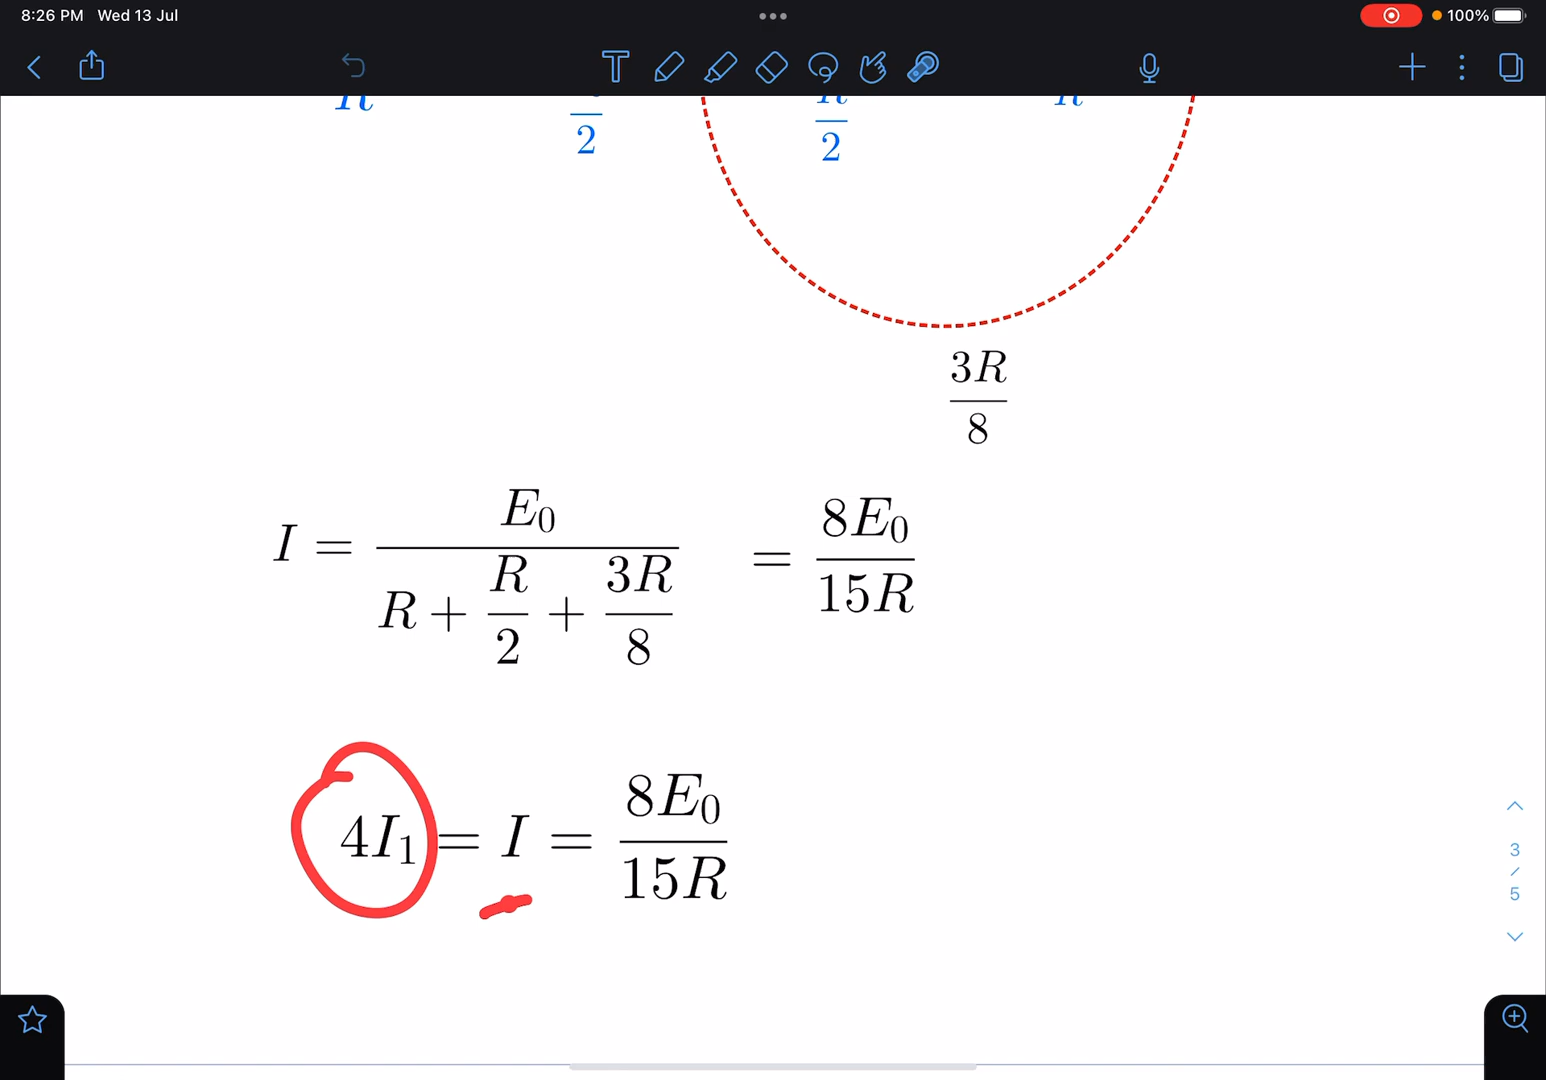 8:26 PM Wed 13 Jul
100%
R
2
R
2
R
3R
8
I = E₀ / (R + R/2 + 3R/8) = 8E₀ / 15R
4I₁ = I = 8E₀ / 15R
3
/
5